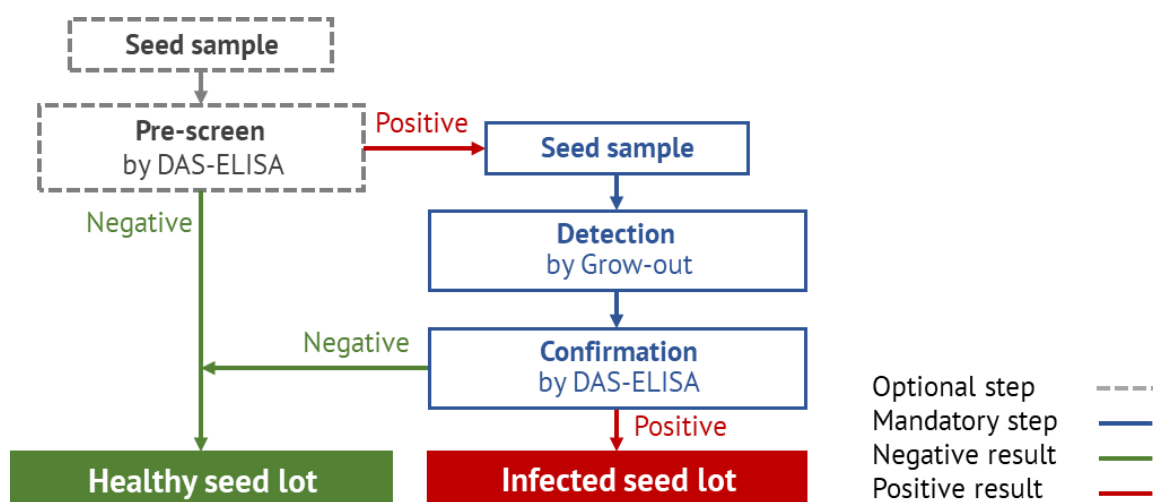 Seed sample
Pre-screen
by DAS-ELISA
Positive
Seed sample
Negative
Detection
by Grow-out
Negative
Confirmation
by DAS-ELISA
Positive
Healthy seed lot
Infected seed lot
Optional step
Mandatory step
Negative result
Positive result